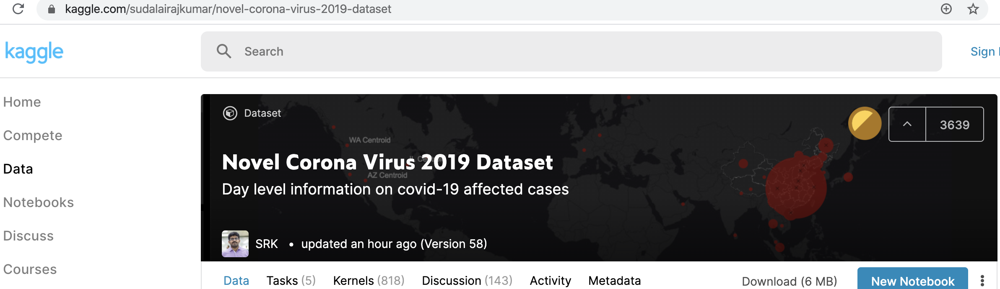 kaggle.com/sudalairajkumar/novel-corona-virus-2019-dataset
kaggle
Search
Sign
Home
Compete
Data
Notebooks
Discuss
Courses
Dataset
3639
WA Centroid
AZ Centroid
Novel Corona Virus 2019 Dataset
Day level information on covid-19 affected cases
SRK • updated an hour ago (Version 58)
Data Tasks (5) Kernels (818) Discussion (143) Activity Metadata Download (6 MB) New Notebook